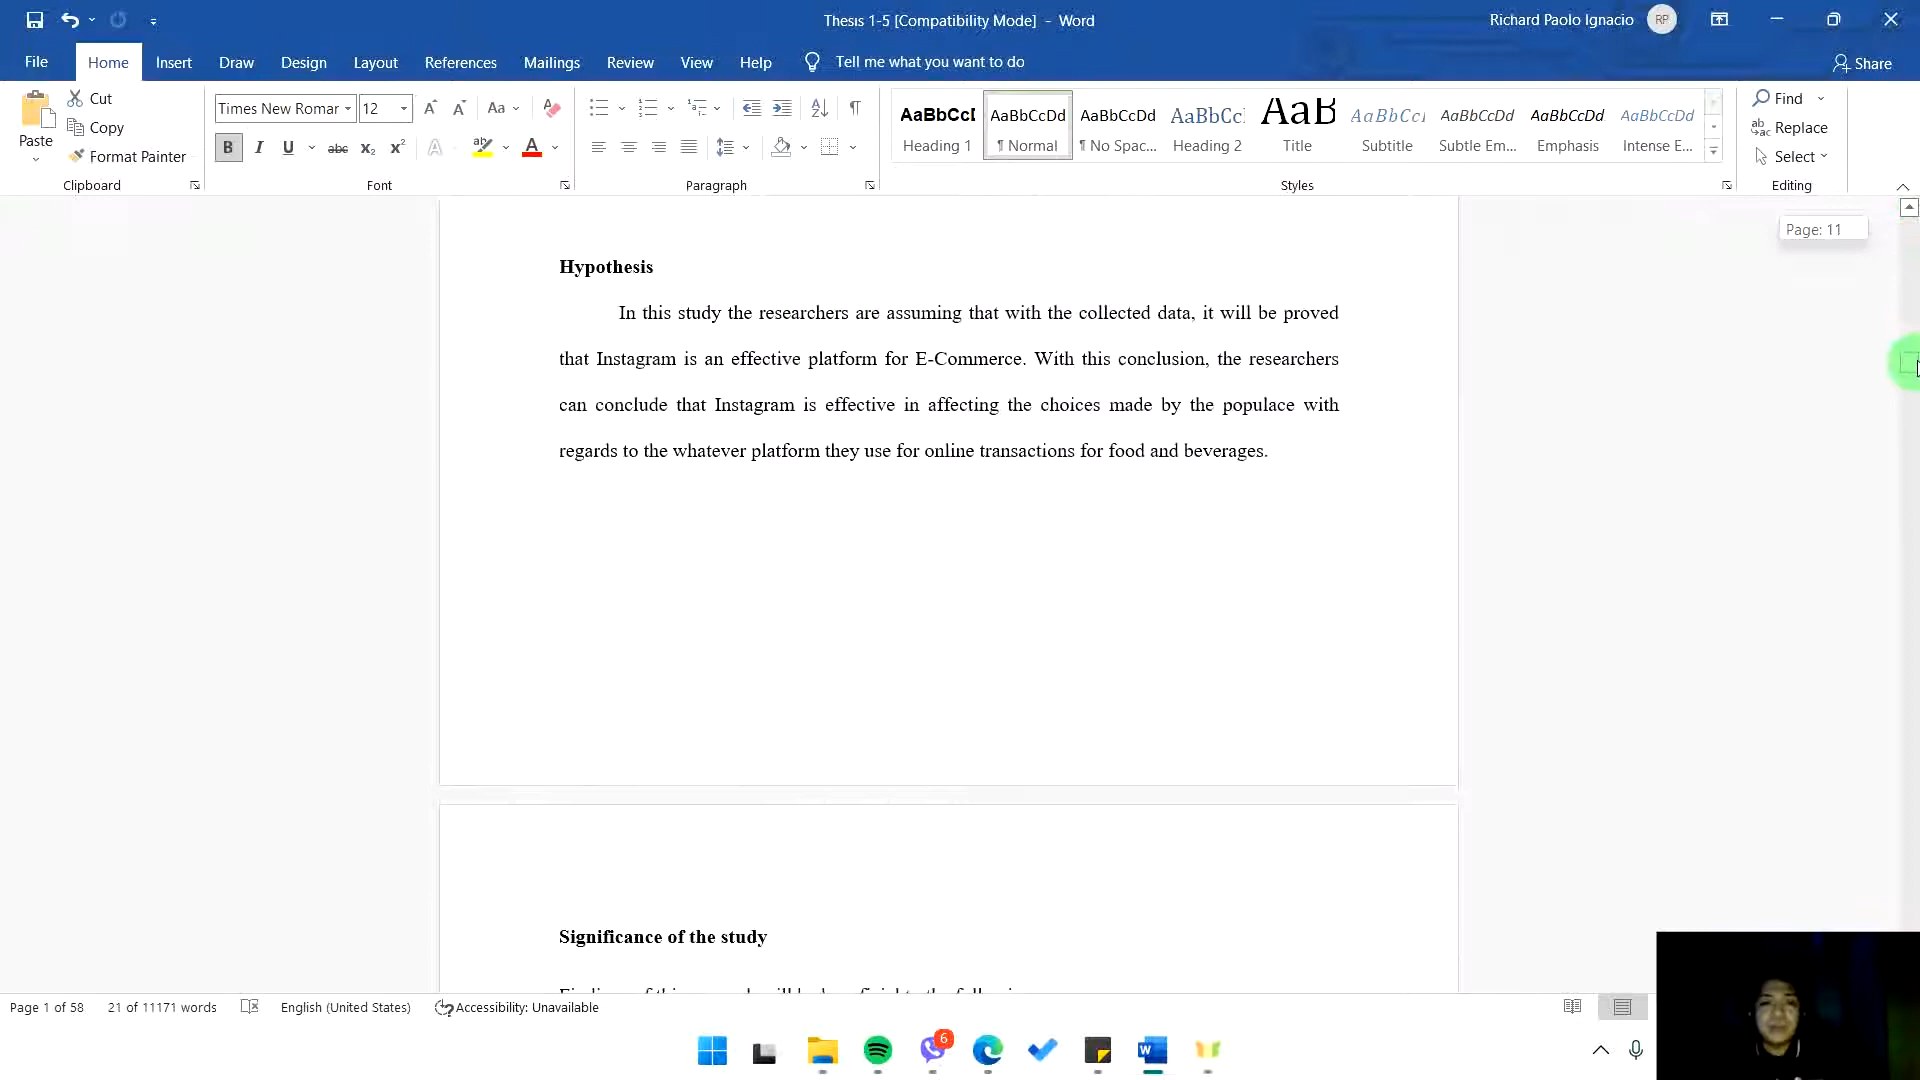 Thesis 1-5 [Compatibility Mode] - Word
Richard Paolo Ignacio
RP
File
Home
Insert
Draw
Design
Layout
References
Mailings
Review
View
Help
Tell me what you want to do
Share
Paste
Cut
Copy
Format Painter
Clipboard
Times New Romar
12
Font
Paragraph
AaBbCcI
Heading 1
AaBbCcDd
¶ Normal
AaBbCcDd
¶ No Spac...
AaBbCc
Heading 2
AaB
Title
AaBbCcI
Subtitle
AaBbCcDd
Subtle Em...
AaBbCcDd
Emphasis
AaBbCcDd
Intense E...
Styles
Find
Replace
Select
Editing
Page: 11
Hypothesis
In this study the researchers are assuming that with the collected data, it will be proved
that Instagram is an effective platform for E-Commerce. With this conclusion, the researchers
can conclude that Instagram is effective in affecting the choices made by the populace with
regards to the whatever platform they use for online transactions for food and beverages.
Significance of the study
Page 1 of 58
21 of 11171 words
English (United States)
Accessibility: Unavailable
6